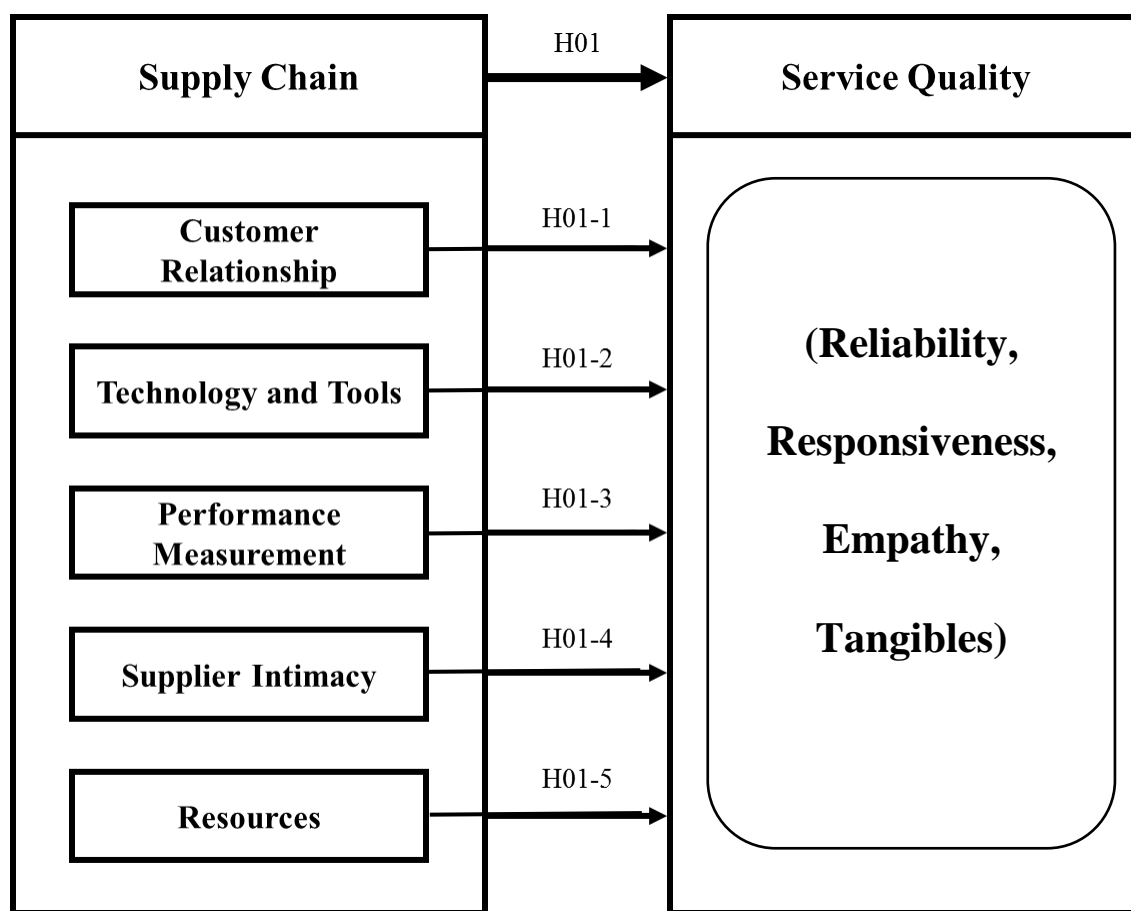 H01
Supply Chain
Service Quality
Customer
Relationship
H01-1
Technology and Tools
H01-2
Performance
Measurement
H01-3
Supplier Intimacy
H01-4
Resources
H01-5
(Reliability,
Responsiveness,
Empathy,
Tangibles)